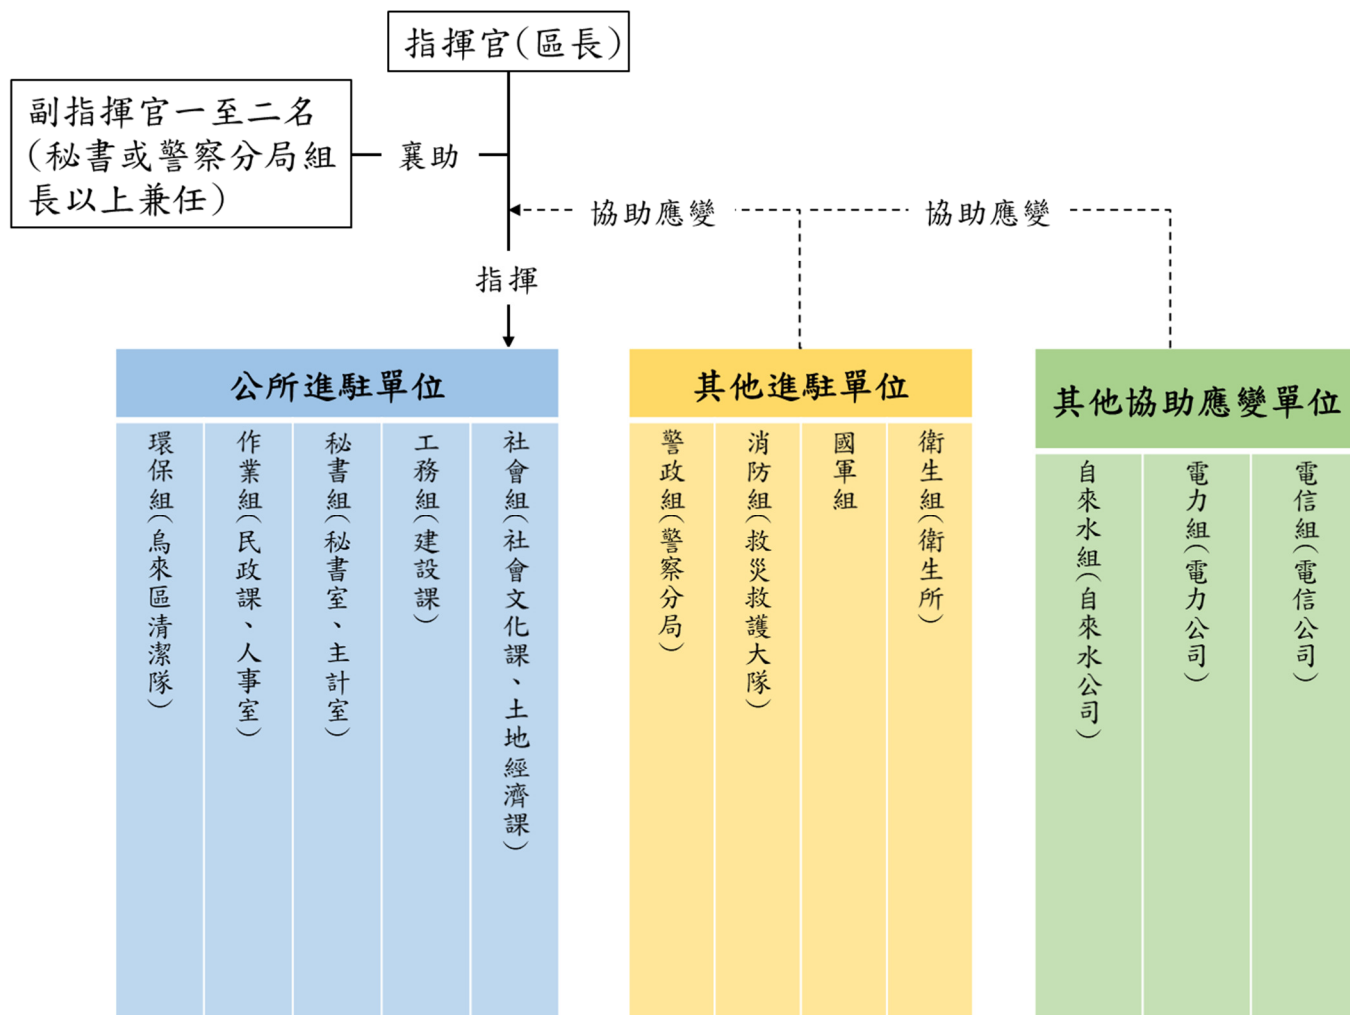 指揮官(區長)
副指揮官一至二名
(秘書或警察分局組
長以上兼任)
襄助
協助應變
協助應變
指揮
公所進駐單位
環保組(烏來區清潔隊)
作業組(民政課、人事室)
秘書組(秘書室、主計室)
工務組(建設課)
社會組(社會文化課、土地經濟課)
其他進駐單位
警政組(警察分局)
消防組(救災救護大隊)
國軍組
衛生組(衛生所)
其他協助應變單位
自來水組(自來水公司)
電力組(電力公司)
電信組(電信公司)